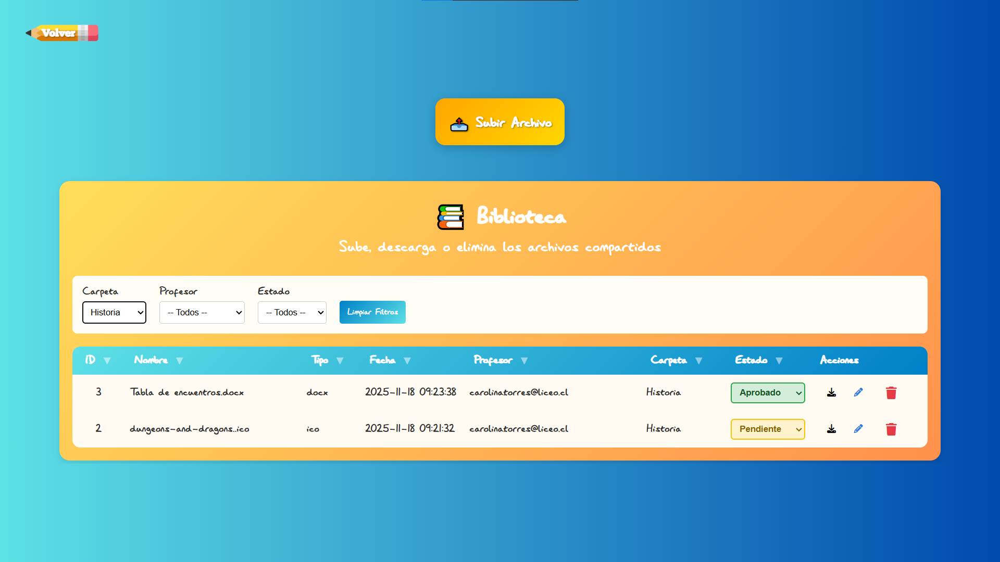 Volver
Subir Archivo
Biblioteca
Sube, descarga o elimina los archivos compartidos
Carpeta Profesor Estado
Historia -- Todos -- -- Todos -- Limpiar Filtros
ID ▼ Nombre ▼ Tipo ▼ Fecha ▼ Profesor ▼ Carpeta ▼ Estado ▼ Acciones
3 Tabla de encuentros.docx docx 2025-11-18 09:23:38 carolinatorres@liceo.cl Historia Aprobado
2 dungeons-and-dragons..ico ico 2025-11-18 09:21:32 carolinatorres@liceo.cl Historia Pendiente